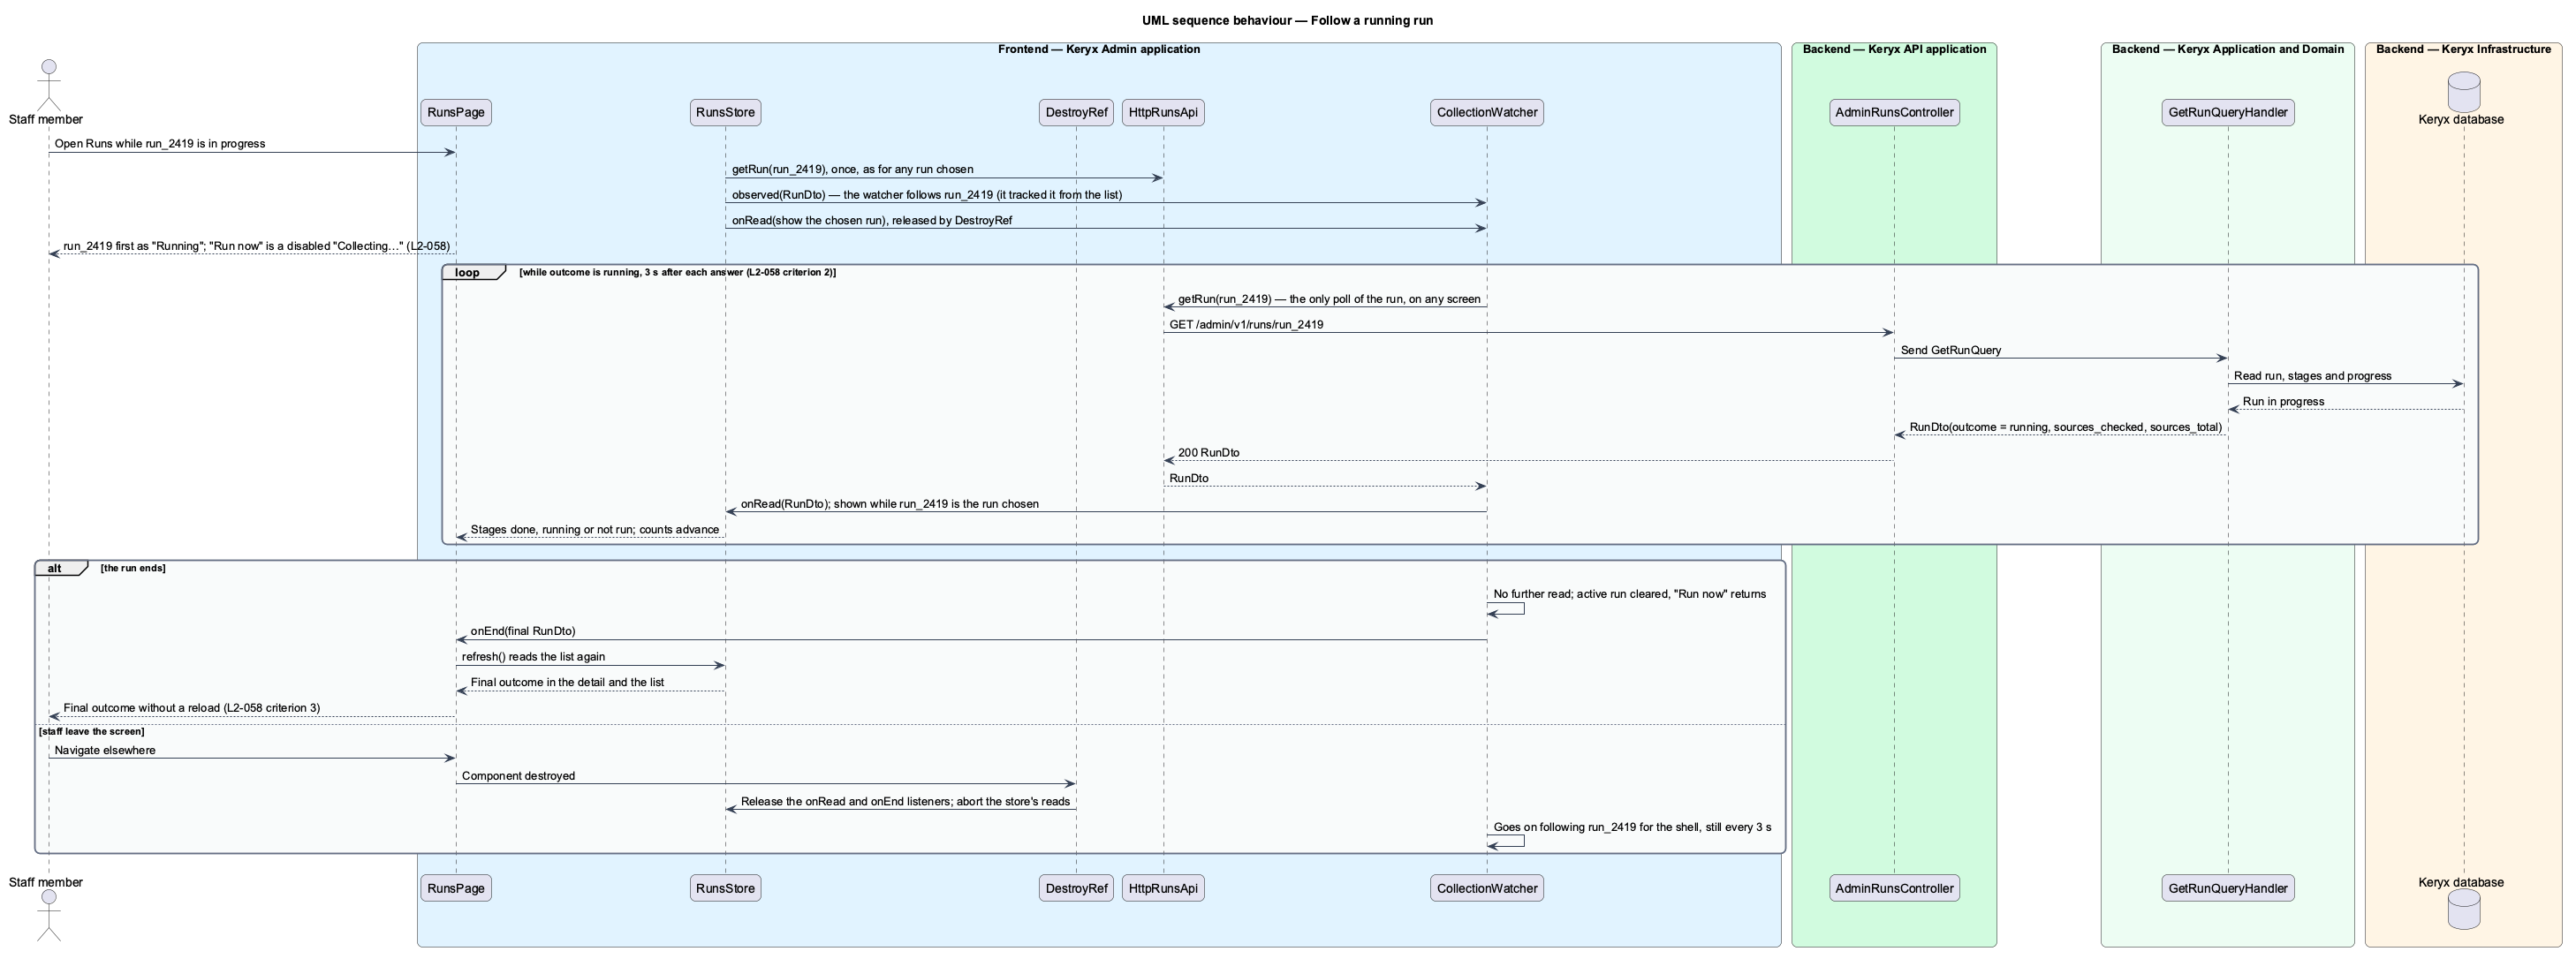 UML sequence behaviour — Follow a running run
Frontend — Keryx Admin application
Backend — Keryx API application
Backend — Keryx Application and Domain
Backend — Keryx Infrastructure
Staff member
RunsPage
RunsStore
DestroyRef
HttpRunsApi
CollectionWatcher
AdminRunsController
GetRunQueryHandler
Keryx database
Open Runs while run_2419 is in progress
getRun(run_2419), once, as for any run chosen
observed(RunDto) — the watcher follows run_2419 (it tracked it from the list)
onRead(show the chosen run), released by DestroyRef
run_2419 first as "Running"; "Run now" is a disabled "Collecting…" (L2-058)
loop
[while outcome is running, 3 s after each answer (L2-058 criterion 2)]
getRun(run_2419) — the only poll of the run, on any screen
GET /admin/v1/runs/run_2419
Send GetRunQuery
Read run, stages and progress
Run in progress
RunDto(outcome = running, sources_checked, sources_total)
200 RunDto
RunDto
onRead(RunDto); shown while run_2419 is the run chosen
Stages done, running or not run; counts advance
alt
[the run ends]
No further read; active run cleared, "Run now" returns
onEnd(final RunDto)
refresh() reads the list again
Final outcome in the detail and the list
Final outcome without a reload (L2-058 criterion 3)
[staff leave the screen]
Navigate elsewhere
Component destroyed
Release the onRead and onEnd listeners; abort the store's reads
Goes on following run_2419 for the shell, still every 3 s
Staff member
RunsPage
RunsStore
DestroyRef
HttpRunsApi
CollectionWatcher
AdminRunsController
GetRunQueryHandler
Keryx database